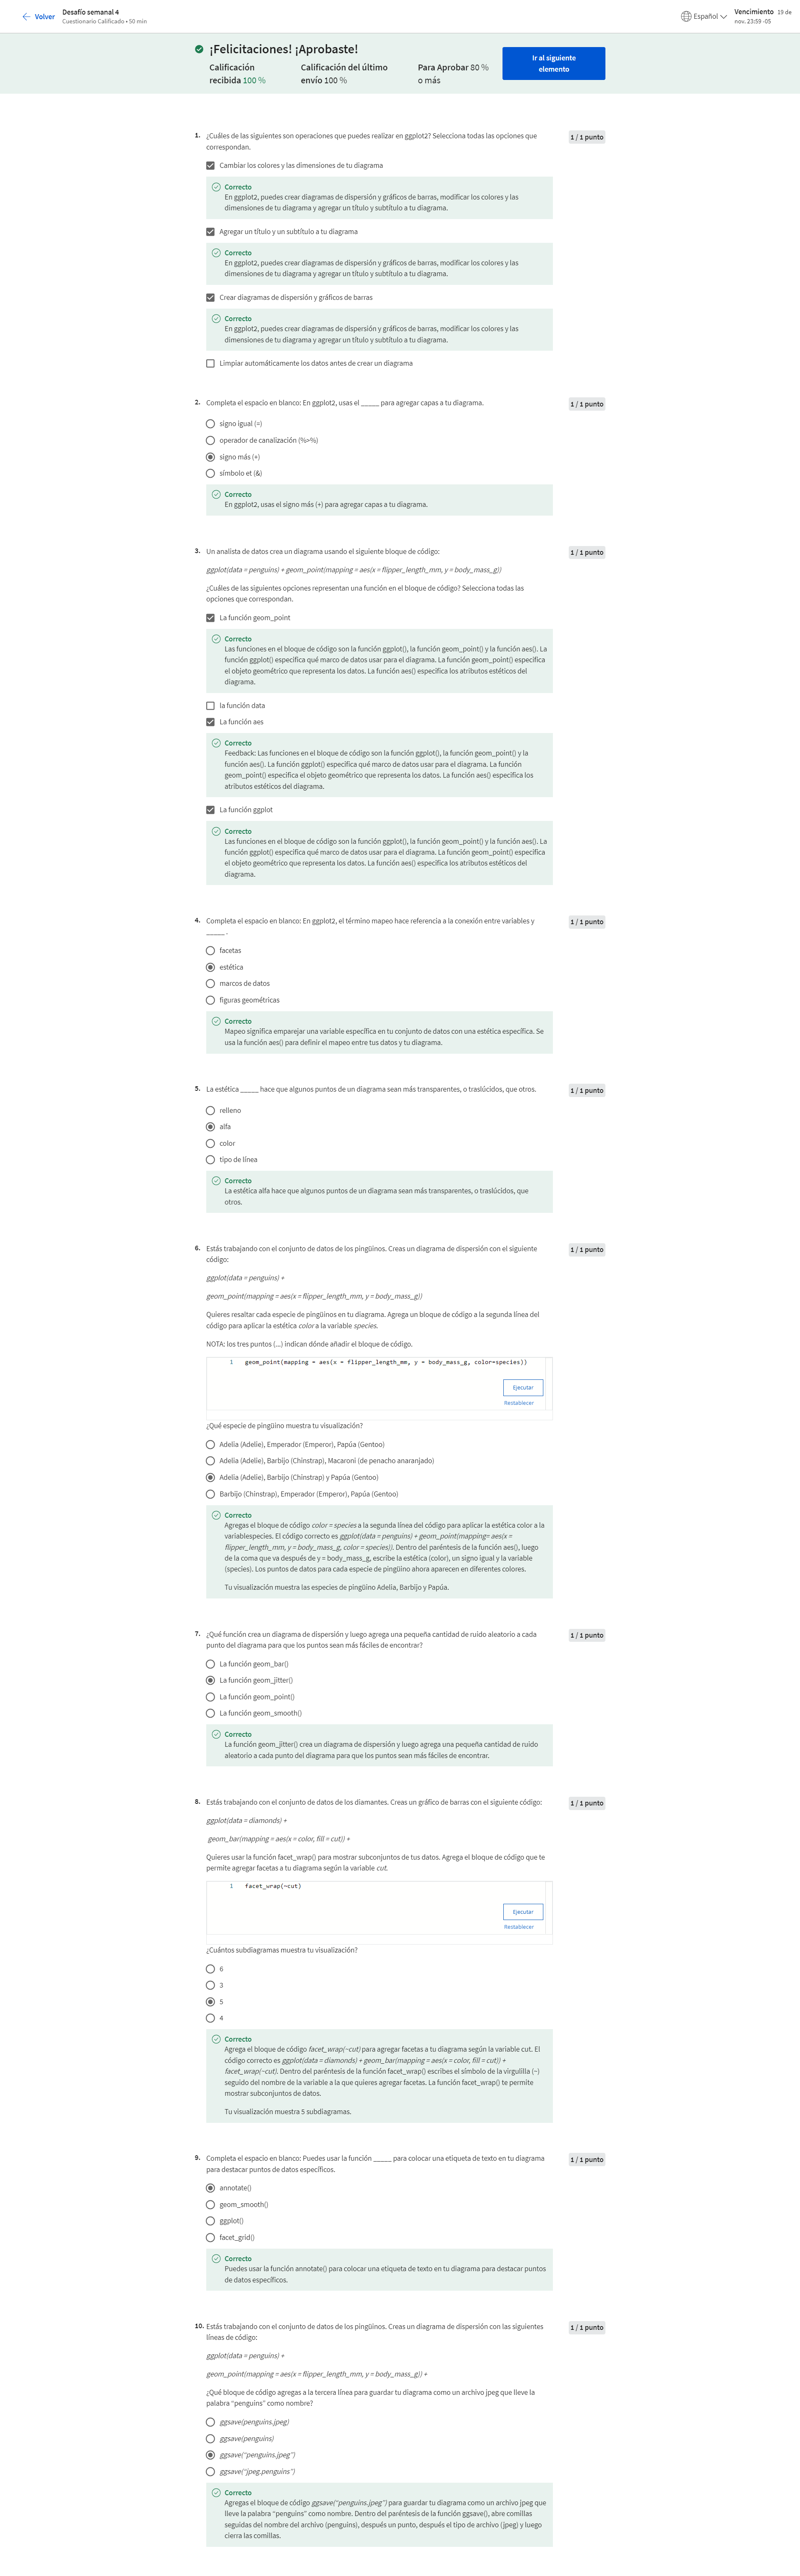 Volver
Desafío semanal 4
Cuestionario Calificado • 50 min
Español
Vencimiento 19 de
nov. 23:59 -05
¡Felicitaciones! ¡Aprobaste!
Calificación
recibida 100 %
Calificación del último
envío 100 %
Para Aprobar 80 %
o más
Ir al siguiente
elemento
1. ¿Cuáles de las siguientes son operaciones que puedes realizar en ggplot2? Selecciona todas las opciones que
correspondan.
1 / 1 punto
Cambiar los colores y las dimensiones de tu diagrama
Correcto
En ggplot2, puedes crear diagramas de dispersión y gráficos de barras, modificar los colores y las
dimensiones de tu diagrama y agregar un título y subtítulo a tu diagrama.
Agregar un título y un subtítulo a tu diagrama
Correcto
En ggplot2, puedes crear diagramas de dispersión y gráficos de barras, modificar los colores y las
dimensiones de tu diagrama y agregar un título y subtítulo a tu diagrama.
Crear diagramas de dispersión y gráficos de barras
Correcto
En ggplot2, puedes crear diagramas de dispersión y gráficos de barras, modificar los colores y las
dimensiones de tu diagrama y agregar un título y subtítulo a tu diagrama.
Limpiar automáticamente los datos antes de crear un diagrama
2. Completa el espacio en blanco: En ggplot2, usas el _____ para agregar capas a tu diagrama.
1 / 1 punto
signo igual (=)
operador de canalización (%>%)
signo más (+)
símbolo et (&)
Correcto
En ggplot2, usas el signo más (+) para agregar capas a tu diagrama.
3. Un analista de datos crea un diagrama usando el siguiente bloque de código:
1 / 1 punto
ggplot(data = penguins) + geom_point(mapping = aes(x = flipper_length_mm, y = body_mass_g))
¿Cuáles de las siguientes opciones representan una función en el bloque de código? Selecciona todas las
opciones que correspondan.
La función geom_point
Correcto
Las funciones en el bloque de código son la función ggplot(), la función geom_point() y la función aes(). La
función ggplot() especifica qué marco de datos usar para el diagrama. La función geom_point() especifica
el objeto geométrico que representa los datos. La función aes() especifica los atributos estéticos del
diagrama.
la función data
La función aes
Correcto
Feedback: Las funciones en el bloque de código son la función ggplot(), la función geom_point() y la
función aes(). La función ggplot() especifica qué marco de datos usar para el diagrama. La función
geom_point() especifica el objeto geométrico que representa los datos. La función aes() especifica los
atributos estéticos del diagrama.
La función ggplot
Correcto
Las funciones en el bloque de código son la función ggplot(), la función geom_point() y la función aes(). La
función ggplot() especifica qué marco de datos usar para el diagrama. La función geom_point() especifica
el objeto geométrico que representa los datos. La función aes() especifica los atributos estéticos del
diagrama.
4. Completa el espacio en blanco: En ggplot2, el término mapeo hace referencia a la conexión entre variables y
_____ .
1 / 1 punto
facetas
estética
marcos de datos
figuras geométricas
Correcto
Mapeo significa emparejar una variable específica en tu conjunto de datos con una estética específica. Se
usa la función aes() para definir el mapeo entre tus datos y tu diagrama.
5. La estética _____ hace que algunos puntos de un diagrama sean más transparentes, o traslúcidos, que otros.
1 / 1 punto
relleno
alfa
color
tipo de línea
Correcto
La estética alfa hace que algunos puntos de un diagrama sean más transparentes, o traslúcidos, que
otros.
6. Estás trabajando con el conjunto de datos de los pingüinos. Creas un diagrama de dispersión con el siguiente
código:
1 / 1 punto
ggplot(data = penguins) +
geom_point(mapping = aes(x = flipper_length_mm, y = body_mass_g))
Quieres resaltar cada especie de pingüinos en tu diagrama. Agrega un bloque de código a la segunda línea del
código para aplicar la estética color a la variable species.
NOTA: los tres puntos (...) indican dónde añadir el bloque de código.
1 geom_point(mapping = aes(x = flipper_length_mm, y = body_mass_g, color=species))
Ejecutar
Restablecer
¿Qué especie de pingüino muestra tu visualización?
Adelia (Adelie), Emperador (Emperor), Papúa (Gentoo)
Adelia (Adelie), Barbijo (Chinstrap), Macaroni (de penacho anaranjado)
Adelia (Adelie), Barbijo (Chinstrap) y Papúa (Gentoo)
Barbijo (Chinstrap), Emperador (Emperor), Papúa (Gentoo)
Correcto
Agregas el bloque de código color = species a la segunda línea del código para aplicar la estética color a la
variablespecies. El código correcto es ggplot(data = penguins) + geom_point(mapping= aes(x =
flipper_length_mm, y = body_mass_g, color = species)). Dentro del paréntesis de la función aes(), luego
de la coma que va después de y = body_mass_g, escribe la estética (color), un signo igual y la variable
(species). Los puntos de datos para cada especie de pingüino ahora aparecen en diferentes colores.
Tu visualización muestra las especies de pingüino Adelia, Barbijo y Papúa.
7. ¿Qué función crea un diagrama de dispersión y luego agrega una pequeña cantidad de ruido aleatorio a cada
punto del diagrama para que los puntos sean más fáciles de encontrar?
1 / 1 punto
La función geom_bar()
La función geom_jitter()
La función geom_point()
La función geom_smooth()
Correcto
La función geom_jitter() crea un diagrama de dispersión y luego agrega una pequeña cantidad de ruido
aleatorio a cada punto del diagrama para que los puntos sean más fáciles de encontrar.
8. Estás trabajando con el conjunto de datos de los diamantes. Creas un gráfico de barras con el siguiente código:
1 / 1 punto
ggplot(data = diamonds) +
geom_bar(mapping = aes(x = color, fill = cut)) +
Quieres usar la función facet_wrap() para mostrar subconjuntos de tus datos. Agrega el bloque de código que te
permite agregar facetas a tu diagrama según la variable cut.
1 facet_wrap(~cut)
Ejecutar
Restablecer
¿Cuántos subdiagramas muestra tu visualización?
6
3
5
4
Correcto
Agrega el bloque de código facet_wrap(~cut) para agregar facetas a tu diagrama según la variable cut. El
código correcto es ggplot(data = diamonds) + geom_bar(mapping = aes(x = color, fill = cut)) +
facet_wrap(~cut). Dentro del paréntesis de la función facet_wrap() escribes el símbolo de la virgulilla (~)
seguido del nombre de la variable a la que quieres agregar facetas. La función facet_wrap() te permite
mostrar subconjuntos de datos.
Tu visualización muestra 5 subdiagramas.
9. Completa el espacio en blanco: Puedes usar la función _____ para colocar una etiqueta de texto en tu diagrama
para destacar puntos de datos específicos.
1 / 1 punto
annotate()
geom_smooth()
ggplot()
facet_grid()
Correcto
Puedes usar la función annotate() para colocar una etiqueta de texto en tu diagrama para destacar puntos
de datos específicos.
10. Estás trabajando con el conjunto de datos de los pingüinos. Creas un diagrama de dispersión con las siguientes
líneas de código:
1 / 1 punto
ggplot(data = penguins) +
geom_point(mapping = aes(x = flipper_length_mm, y = body_mass_g)) +
¿Qué bloque de código agregas a la tercera línea para guardar tu diagrama como un archivo jpeg que lleve la
palabra “penguins” como nombre?
ggsave(penguins.jpeg)
ggsave(penguins)
ggsave(“penguins.jpeg”)
ggsave(“jpeg.penguins”)
Correcto
Agregas el bloque de código ggsave(“penguins.jpeg”) para guardar tu diagrama como un archivo jpeg que
lleve la palabra “penguins” como nombre. Dentro del paréntesis de la función ggsave(), abre comillas
seguidas del nombre del archivo (penguins), después un punto, después el tipo de archivo (jpeg) y luego
cierra las comillas.